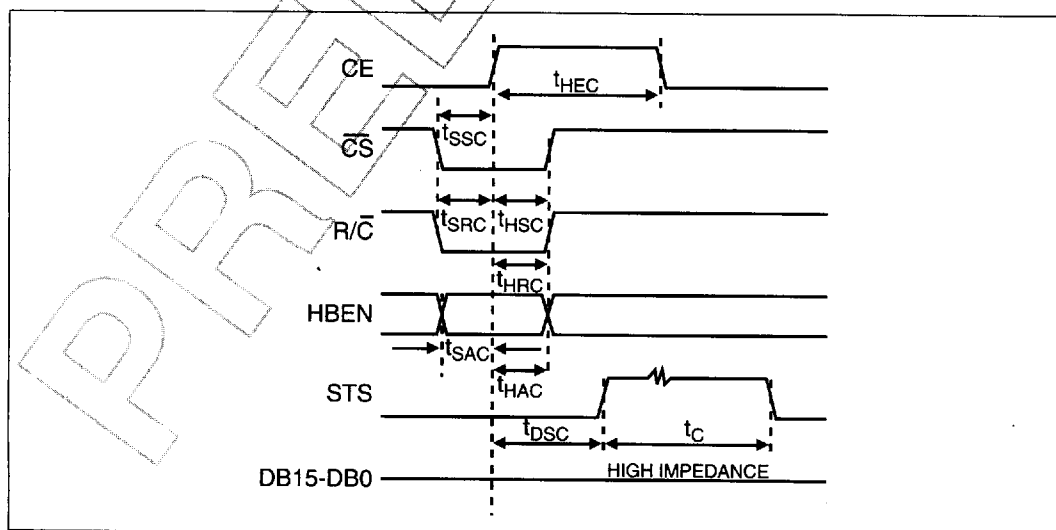 CE
tHEC
tSSC
CS
tSRC tHSC
R/C
tHRC
HBEN
tSAC
tHAC
STS
tDSC tC
HIGH IMPEDANCE
DB15-DB0